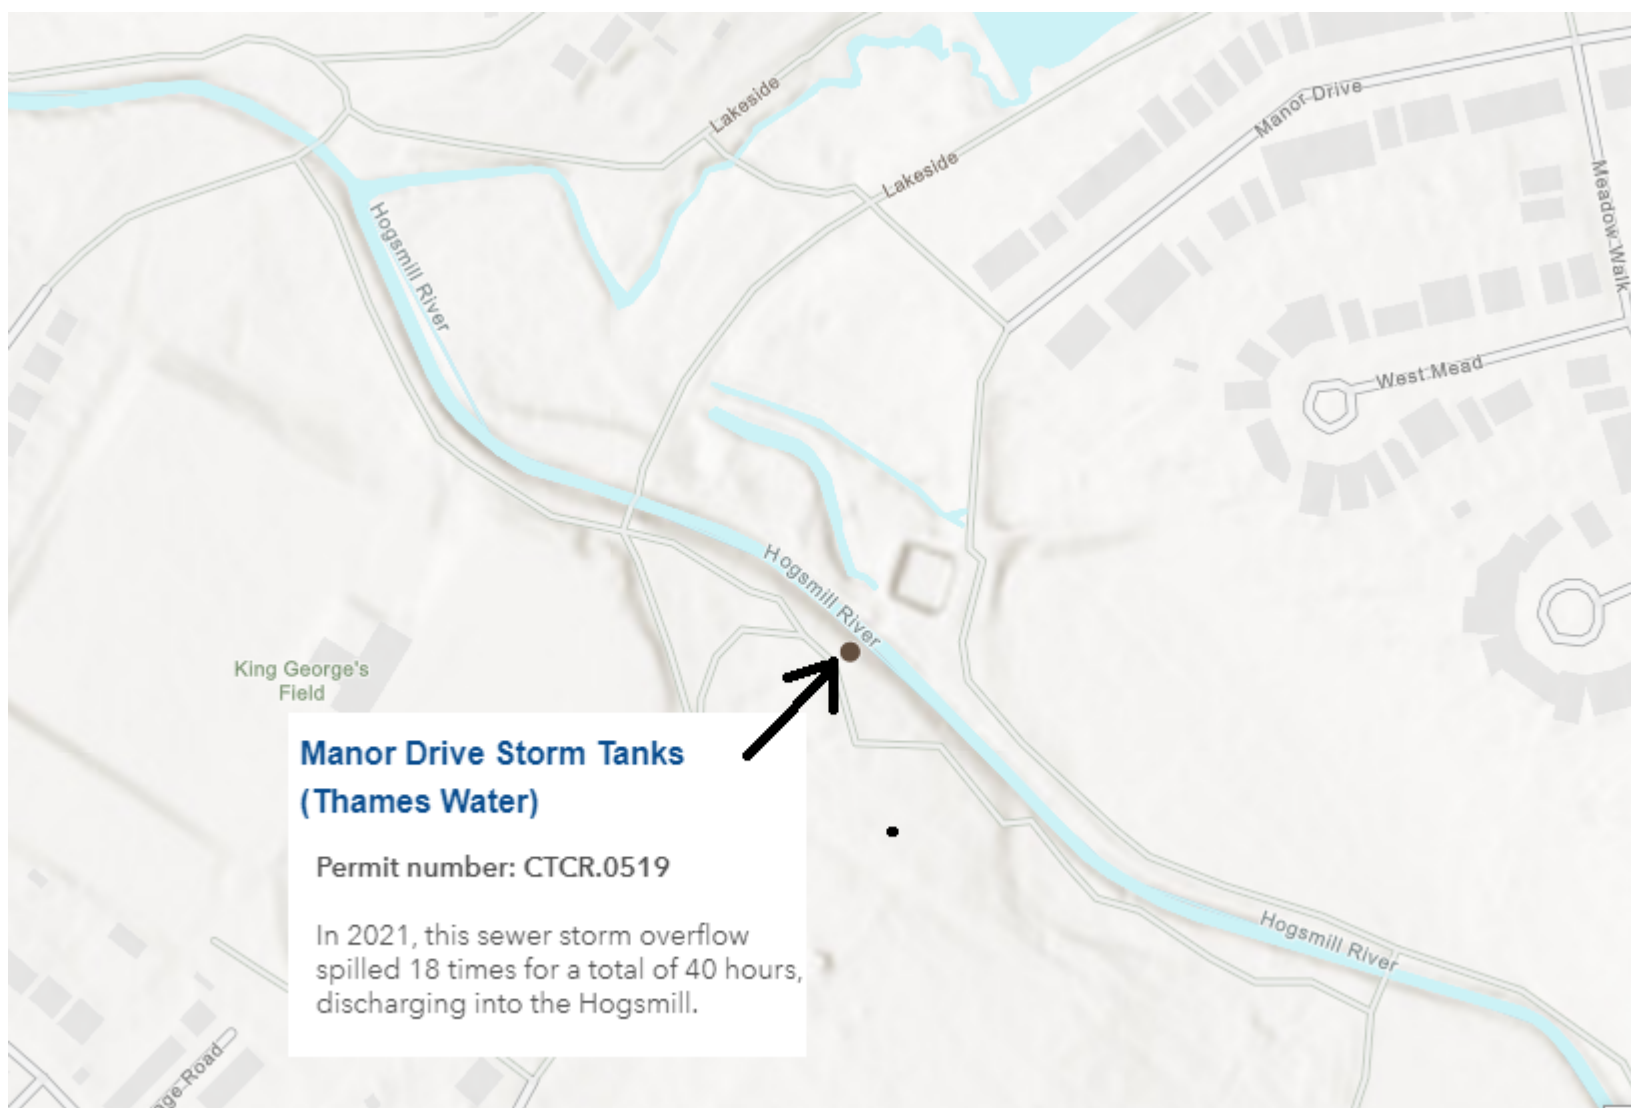 Lakeside
Manor Drive
Lakeside
Meadow Walk
Hogsmill River
West Mead
Hogsmill River
King George's
Field
Manor Drive Storm Tanks
(Thames Water)
Permit number: CTCR.0519
In 2021, this sewer storm overflow
spilled 18 times for a total of 40 hours,
discharging into the Hogsmill.
Hogsmill River
age Road